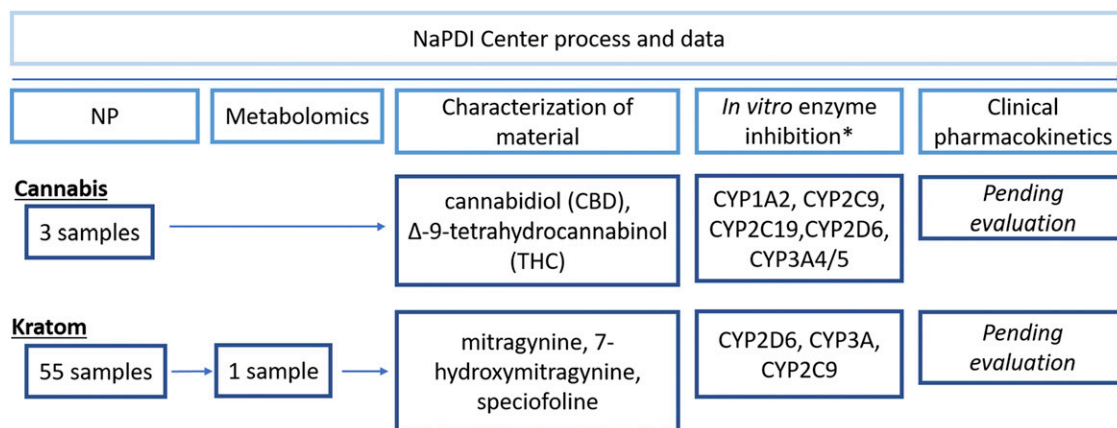 NaPDI Center process and data
NP
Metabolomics
Characterization of
material
In vitro enzyme
inhibition*
Clinical
pharmacokinetics
Cannabis
3 samples
cannabidiol (CBD),
Δ-9-tetrahydrocannabinol
(THC)
CYP1A2, CYP2C9,
CYP2C19,CYP2D6,
CYP3A4/5
Pending
evaluation
Kratom
55 samples
1 sample
mitragynine, 7-
hydroxymitragynine,
speciofoline
CYP2D6, CYP3A,
CYP2C9
Pending
evaluation